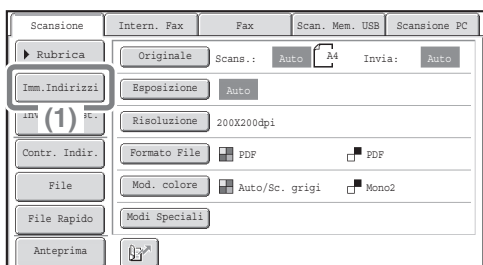 Scansione Intern. Fax Fax Scan. Mem. USB Scansione PC
Rubrica
Originale Scans.: Auto A4 Invia: Auto
Imm.Indirizzi
Esposizione Auto
(1)
Risoluzione 200X200dpi
Contr. Indir.
Formato File PDF PDF
File
Mod. colore Auto/Sc. grigi Mono2
File Rapido
Modi Speciali
Anteprima